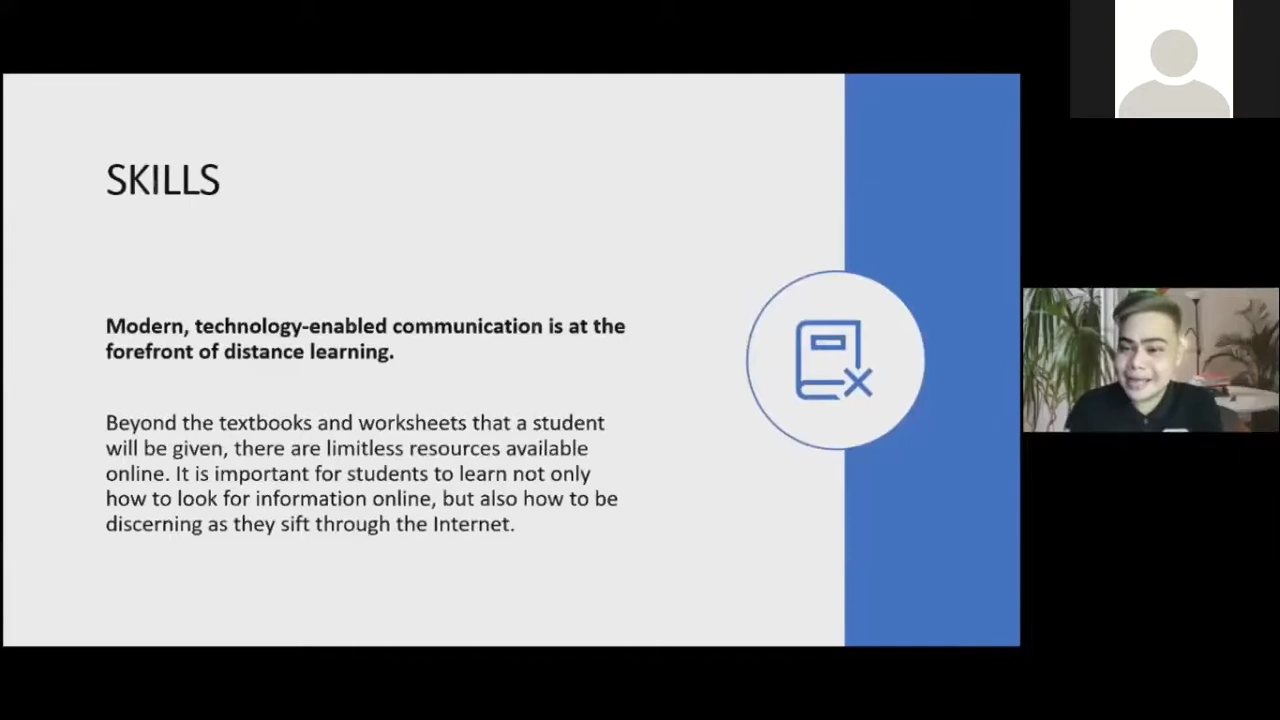 SKILLS
Modern, technology-enabled communication is at the
forefront of distance learning.
Beyond the textbooks and worksheets that a student
will be given, there are limitless resources available
online. It is important for students to learn not only
how to look for information online, but also how to be
discerning as they sift through the Internet.